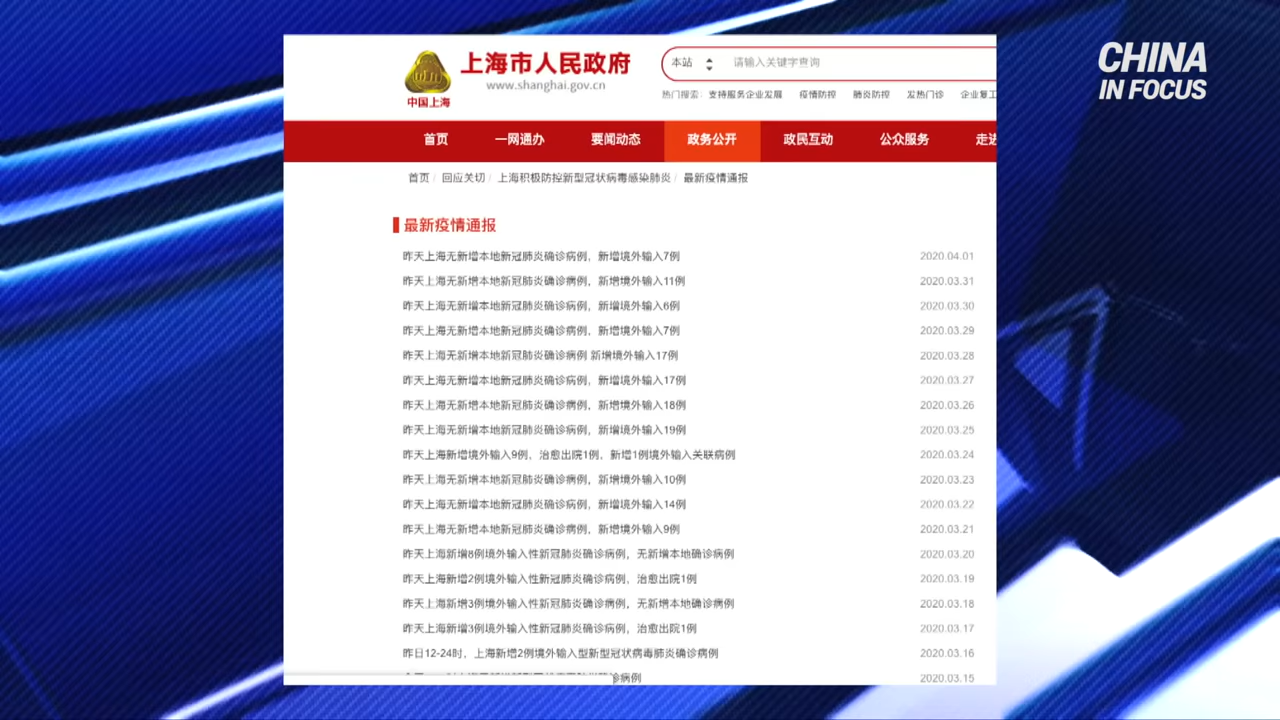 CHINA
IN FOCUS
上海市人民政府
www.shanghai.gov.cn
中国上海
本站
请输入关键字查询
热门搜索: 支持服务企业发展 疫情防控 肺炎防控 发热门诊 企业复工
首页 一网通办 要闻动态 政务公开 政民互动 公众服务 走进
首页 / 回应关切 / 上海积极防控新型冠状病毒感染肺炎 / 最新疫情通报
最新疫情通报
昨天上海无新增本地新冠肺炎确诊病例，新增境外输入7例 2020.04.01
昨天上海无新增本地新冠肺炎确诊病例，新增境外输入11例 2020.03.31
昨天上海无新增本地新冠肺炎确诊病例，新增境外输入6例 2020.03.30
昨天上海无新增本地新冠肺炎确诊病例，新增境外输入7例 2020.03.29
昨天上海无新增本地新冠肺炎确诊病例 新增境外输入17例 2020.03.28
昨天上海无新增本地新冠肺炎确诊病例，新增境外输入17例 2020.03.27
昨天上海无新增本地新冠肺炎确诊病例，新增境外输入18例 2020.03.26
昨天上海无新增本地新冠肺炎确诊病例，新增境外输入19例 2020.03.25
昨天上海新增境外输入9例，治愈出院1例，新增1例境外输入关联病例 2020.03.24
昨天上海无新增本地新冠肺炎确诊病例，新增境外输入10例 2020.03.23
昨天上海无新增本地新冠肺炎确诊病例，新增境外输入14例 2020.03.22
昨天上海无新增本地新冠肺炎确诊病例，新增境外输入9例 2020.03.21
昨天上海新增8例境外输入性新冠肺炎确诊病例，无新增本地确诊病例 2020.03.20
昨天上海新增2例境外输入性新冠肺炎确诊病例，治愈出院1例 2020.03.19
昨天上海新增3例境外输入性新冠肺炎确诊病例，无新增本地确诊病例 2020.03.18
昨天上海新增3例境外输入性新冠肺炎确诊病例，治愈出院1例 2020.03.17
昨日12-24时，上海新增2例境外输入型新型冠状病毒肺炎确诊病例 2020.03.16
病例 2020.03.15